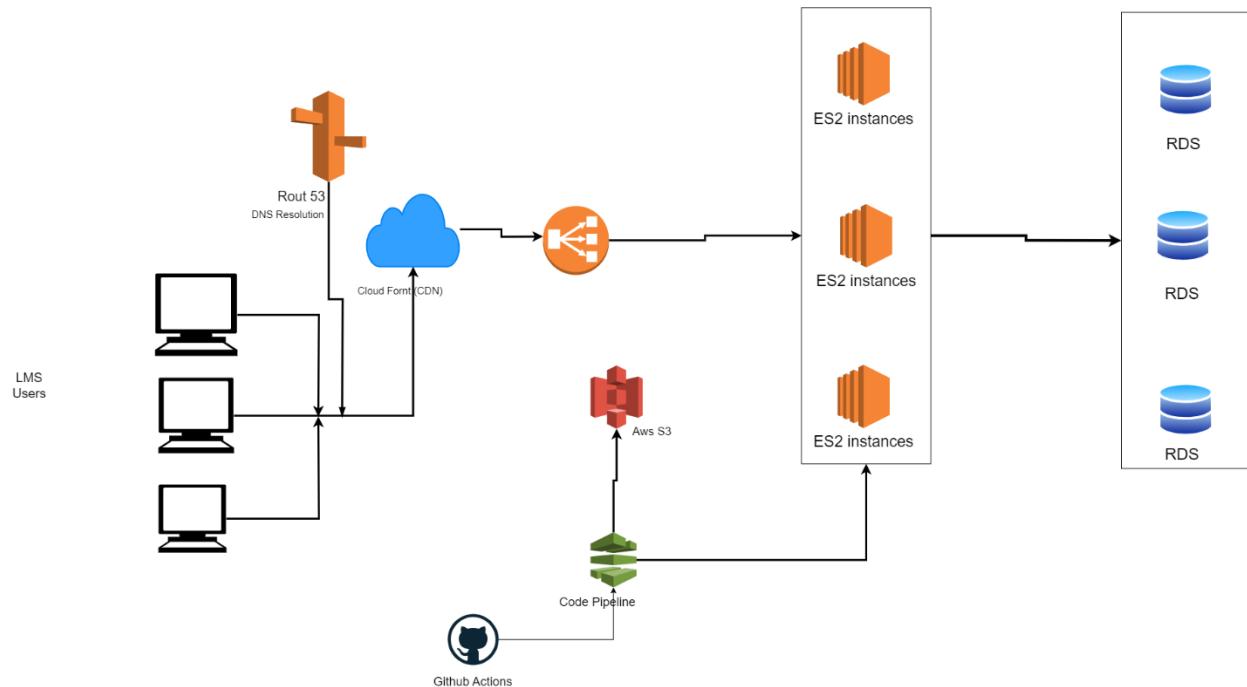 ES2 instances
RDS
Rout 53
DNS Resolution
Cloud Fornt (CDN)
ES2 instances
RDS
LMS
Users
Aws S3
ES2 instances
RDS
Code Pipeline
Github Actions